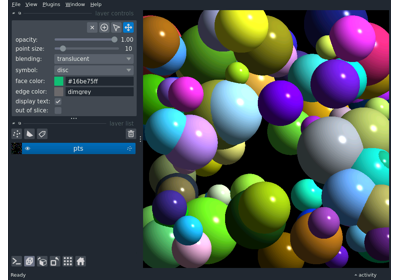 File View Plugins Window Help
layer controls
opacity: 1.00
point size: 10
blending: translucent
symbol: disc
face color: #16be75ff
edge color: dimgrey
display text: ✓
out of slice:
layer list
pts
Ready
activity